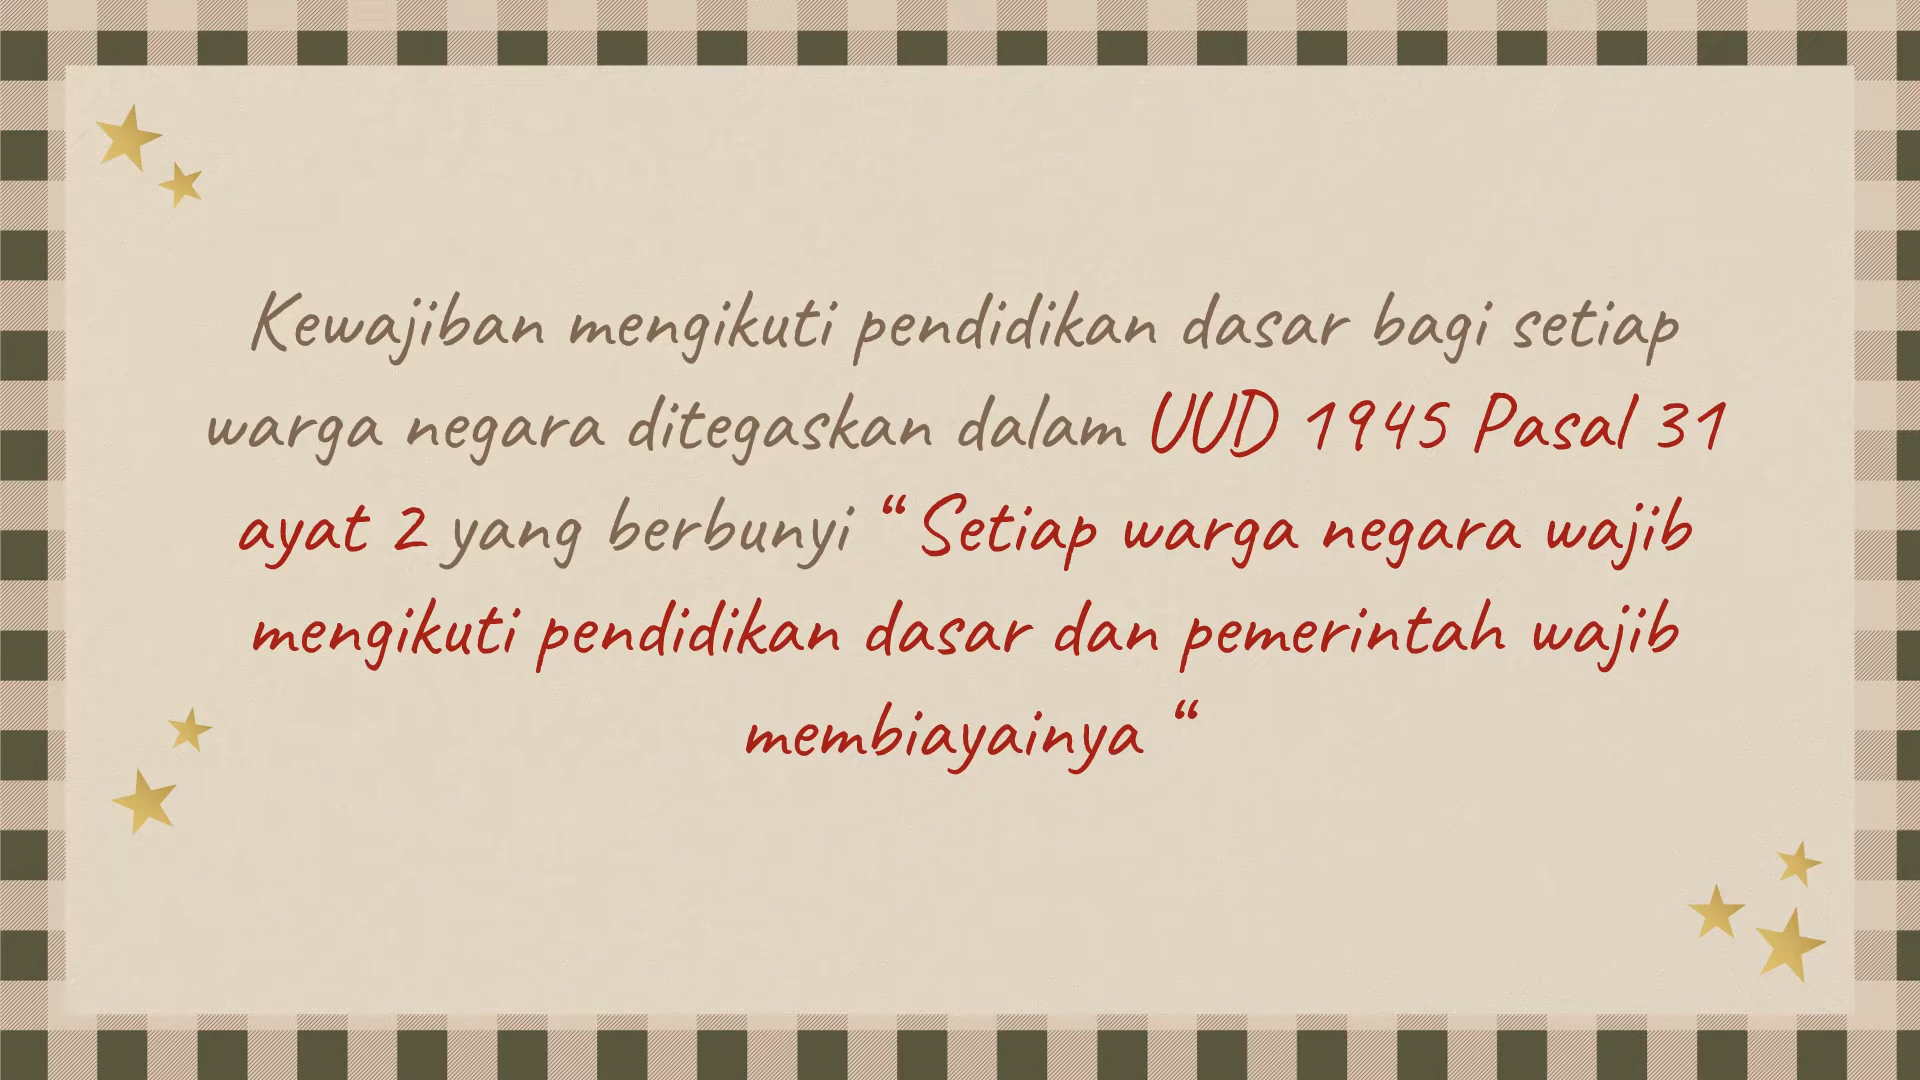 Kewajiban mengikuti pendidikan dasar bagi setiap
warga negara ditegaskan dalam UUD 1945 Pasal 31
ayat 2 yang berbunyi “ Setiap warga negara wajib
mengikuti pendidikan dasar dan pemerintah wajib
membiayainya “